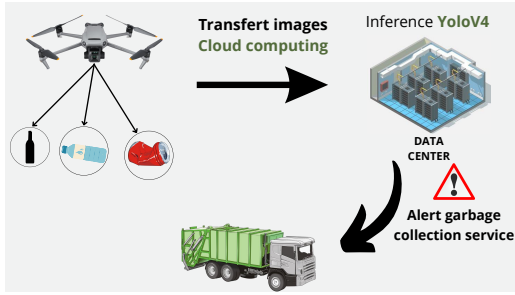 Transfert images
Cloud computing
Inference YoloV4
DATA
CENTER
Alert garbage
collection service